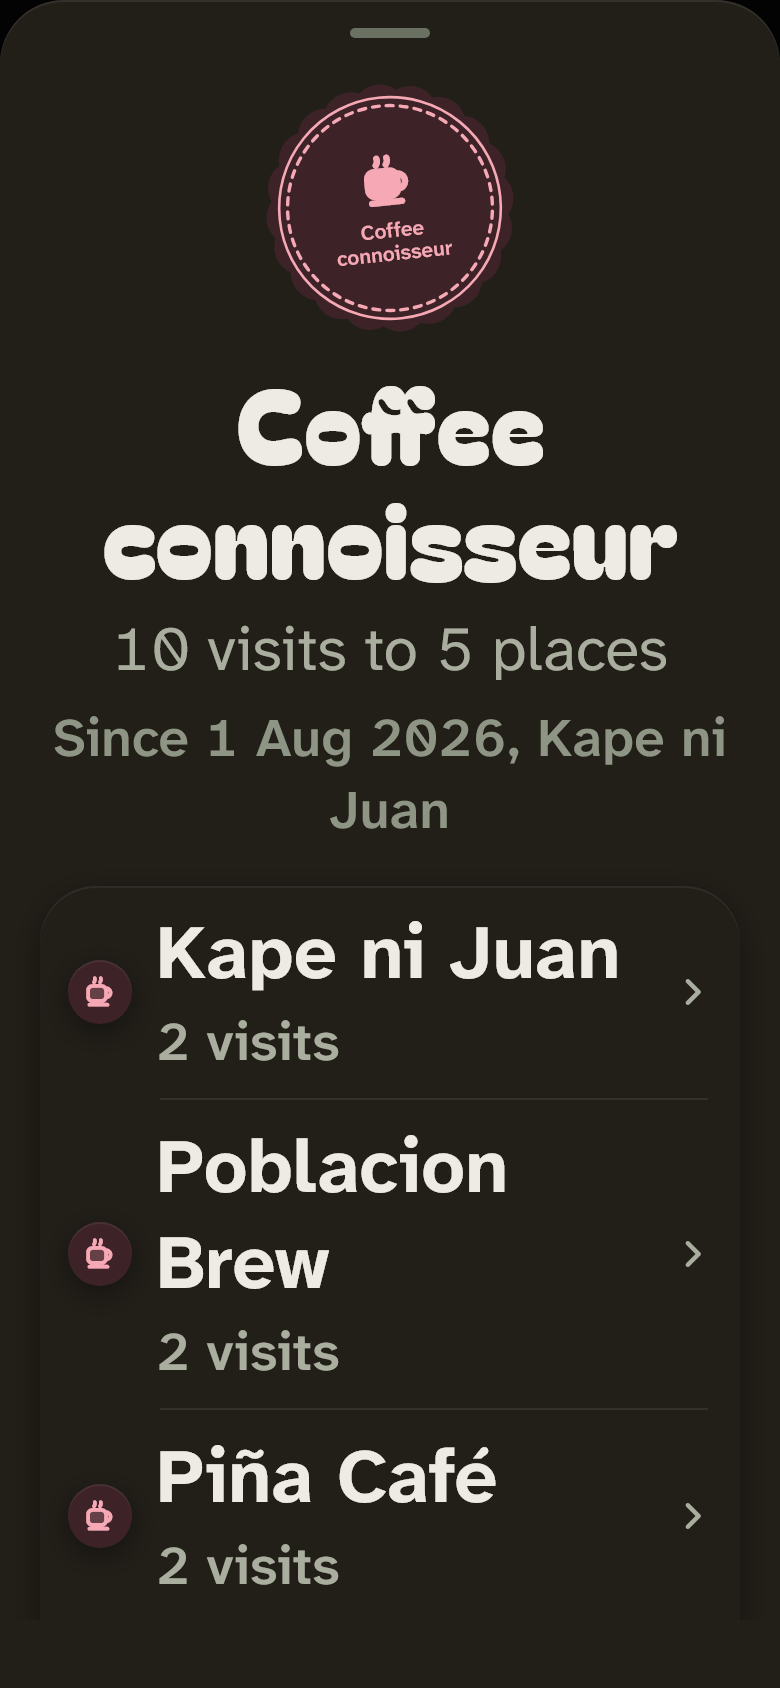 Coffee
connoisseur
Coffee
connoisseur
10 visits to 5 places
Since 1 Aug 2026, Kape ni
Juan
Kape ni Juan
2 visits
Poblacion
Brew
2 visits
Piña Café
2 visits